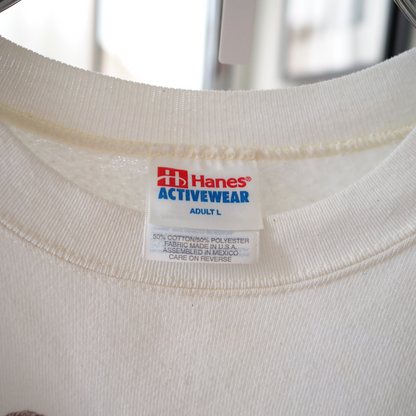 Hanes®
ACTIVEWEAR
ADULT L
50% COTTON/50% POLYESTER
FABRIC MADE IN U.S.A.
ASSEMBLED IN MEXICO
CARE ON REVERSE